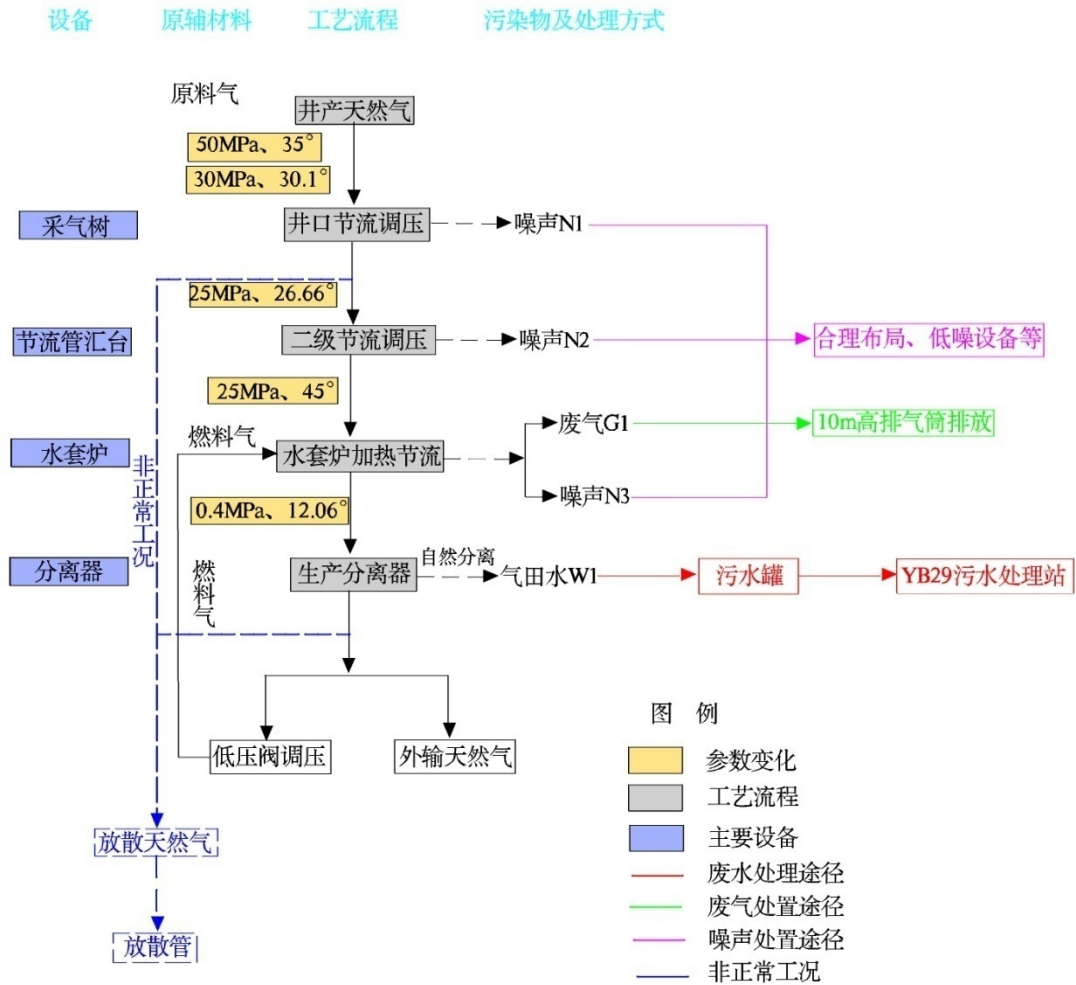 设备 原辅材料 工艺流程 污染物及处理方式
原料气
井产天然气
50MPa、35°
30MPa、30.1°
采气树
井口节流调压
噪声N1
25MPa、26.66°
节流管汇台
二级节流调压
噪声N2
合理布局、低噪设备等
25MPa、45°
燃料气
废气G1
10m高排气筒排放
水套炉
水套炉加热节流
非正常工况
噪声N3
0.4MPa、12.06°
自然分离
分离器
燃料气
生产分离器
气田水W1
污水罐
YB29污水处理站
低压阀调压
外输天然气
放散天然气
放散管
图 例
参数变化
工艺流程
主要设备
废水处理途径
废气处置途径
噪声处置途径
非正常工况